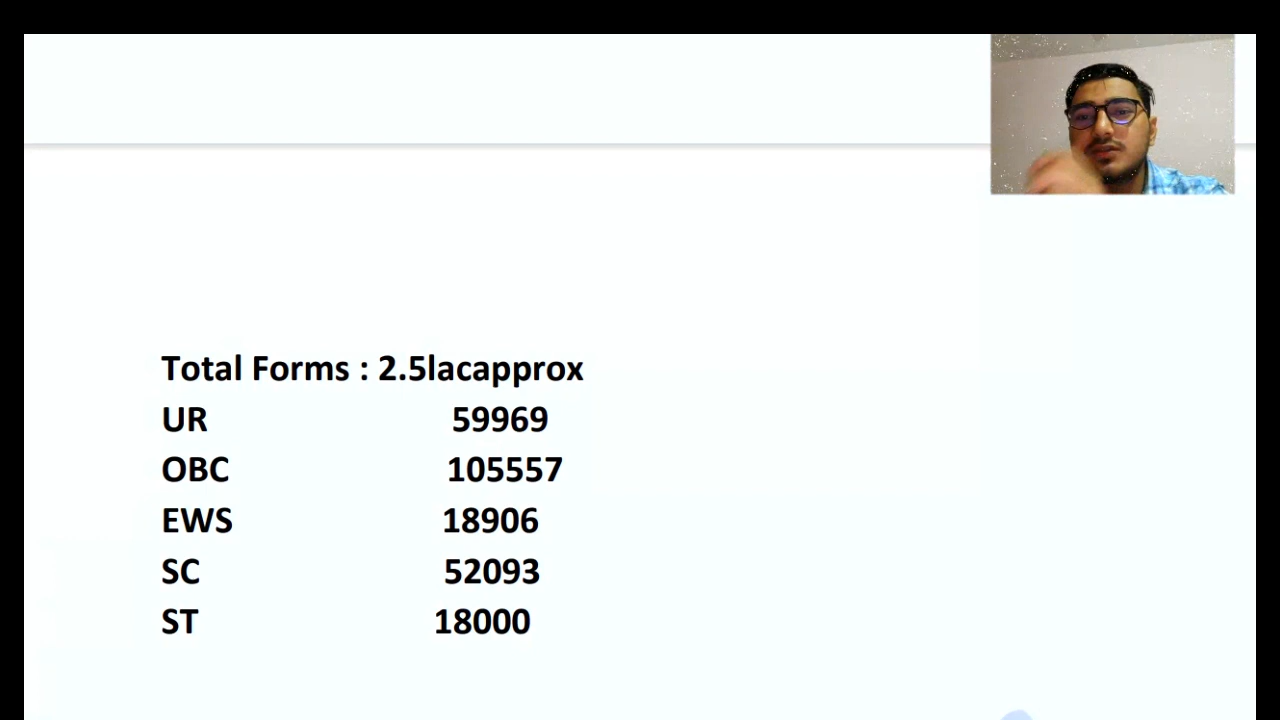 Total Forms : 2.5lacapprox
UR 59969
OBC 105557
EWS 18906
SC 52093
ST 18000